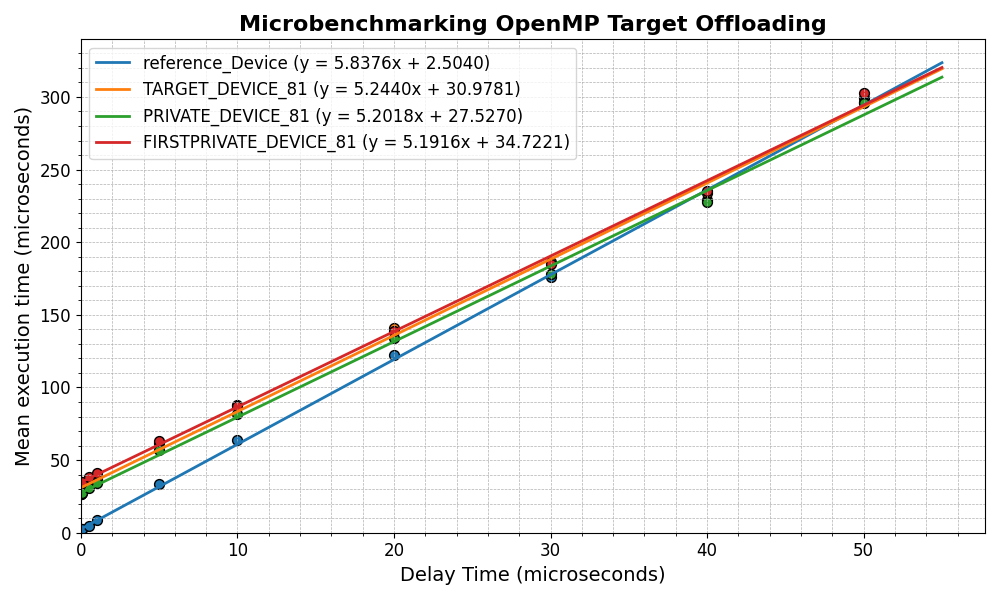 Microbenchmarking OpenMP Target Offloading
reference_Device (y = 5.8376x + 2.5040)
TARGET_DEVICE_81 (y = 5.2440x + 30.9781)
PRIVATE_DEVICE_81 (y = 5.2018x + 27.5270)
FIRSTPRIVATE_DEVICE_81 (y = 5.1916x + 34.7221)
Mean execution time (microseconds)
300
250
200
150
100
50
0
0 10 20 30 40 50
Delay Time (microseconds)